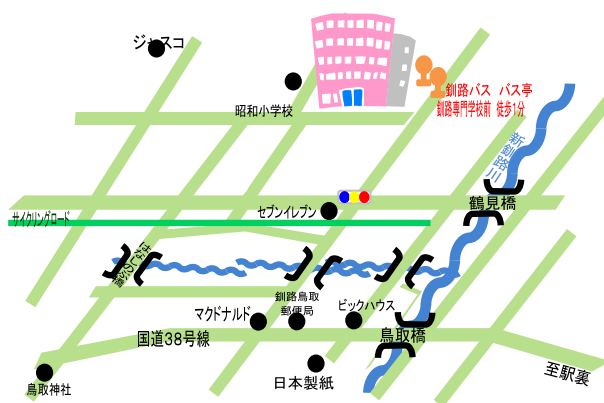 ジャスコ
昭和小学校
釧路バス バス亭
釧路専門学校前 徒歩1分
新釧路川
鶴見橋
セブンイレブン
サイクリングロード
はなしのぶ橋
釧路鳥取
郵便局
マクドナルド
ビックハウス
国道38号線
鳥取橋
日本製紙
至駅裏
鳥取神社